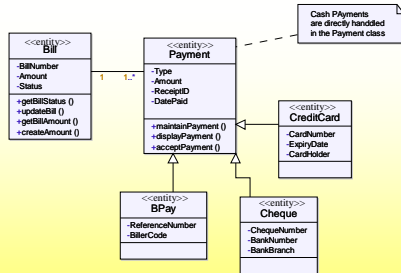 Cash PAyments
are directly handdled
in the Payment class
<<entity>>
Bill
-BillNumber
-Amount
-Status
+getBillStatus ()
+updateBill ()
+getBillAmount ()
+createAmount ()
1
1..*
<<entity>>
Payment
-Type
-Amount
-ReceiptID
-DatePaid
+maintainPayment ()
+displayPayment ()
+acceptPayment ()
<<entity>>
CreditCard
-CardNumber
-ExpiryDate
-CardHolder
<<entity>>
BPay
-ReferenceNumber
-BillerCode
<<entity>>
Cheque
-ChequeNumber
-BankNumber
-BankBranch